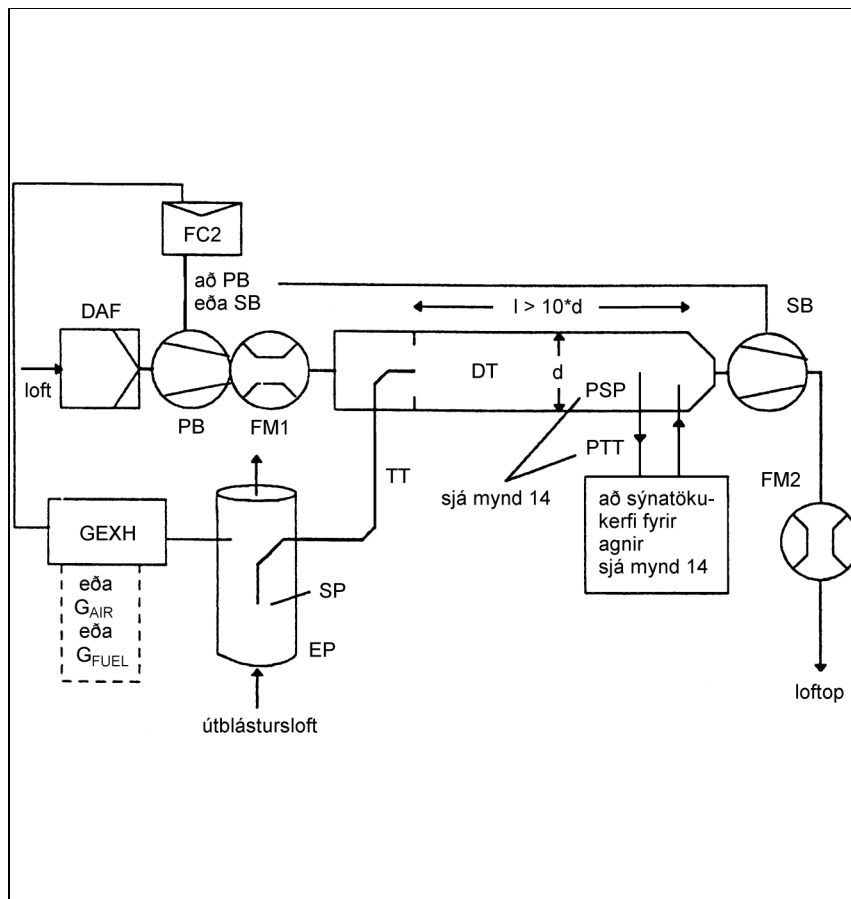 FC2
að PB
eða SB
l > 10*d
SB
DAF
DT
d
PSP
loft
PB
FM1
PTT
TT
sjá mynd 14
FM2
að sýnatöku-
kerfi fyrir
agnir
sjá mynd 14
GEXH
eða
GAIR
eða
GFUEL
SP
EP
loftop
útblástursloft